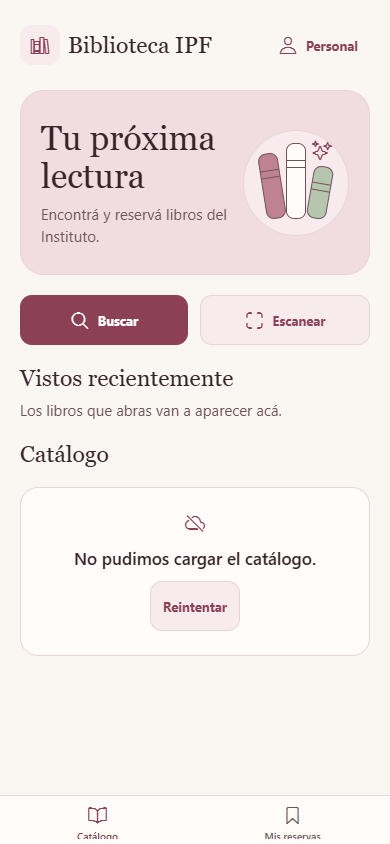 Biblioteca IPF
Personal
Tu próxima
lectura
Encontrá y reservá libros del
Instituto.
Buscar
Escanear
Vistos recientemente
Los libros que abras van a aparecer acá.
Catálogo
No pudimos cargar el catálogo.
Reintentar
Catálogo
Mis reservas